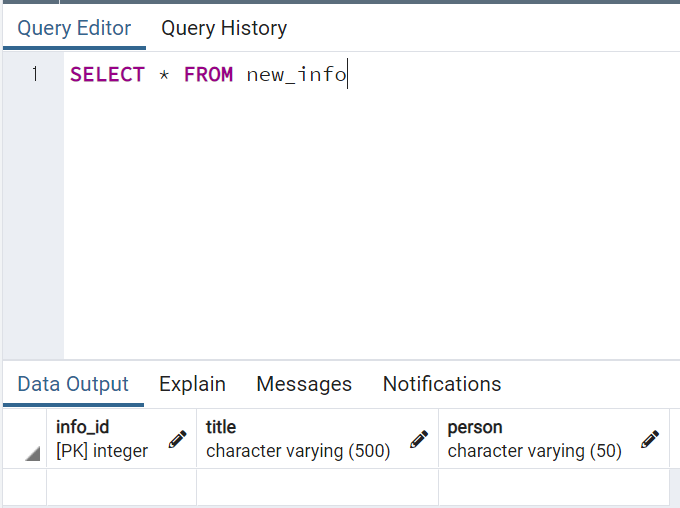 Query Editor Query History
1 SELECT * FROM new_info
Data Output Explain Messages Notifications
info_id title person
[PK] integer character varying (500) character varying (50)